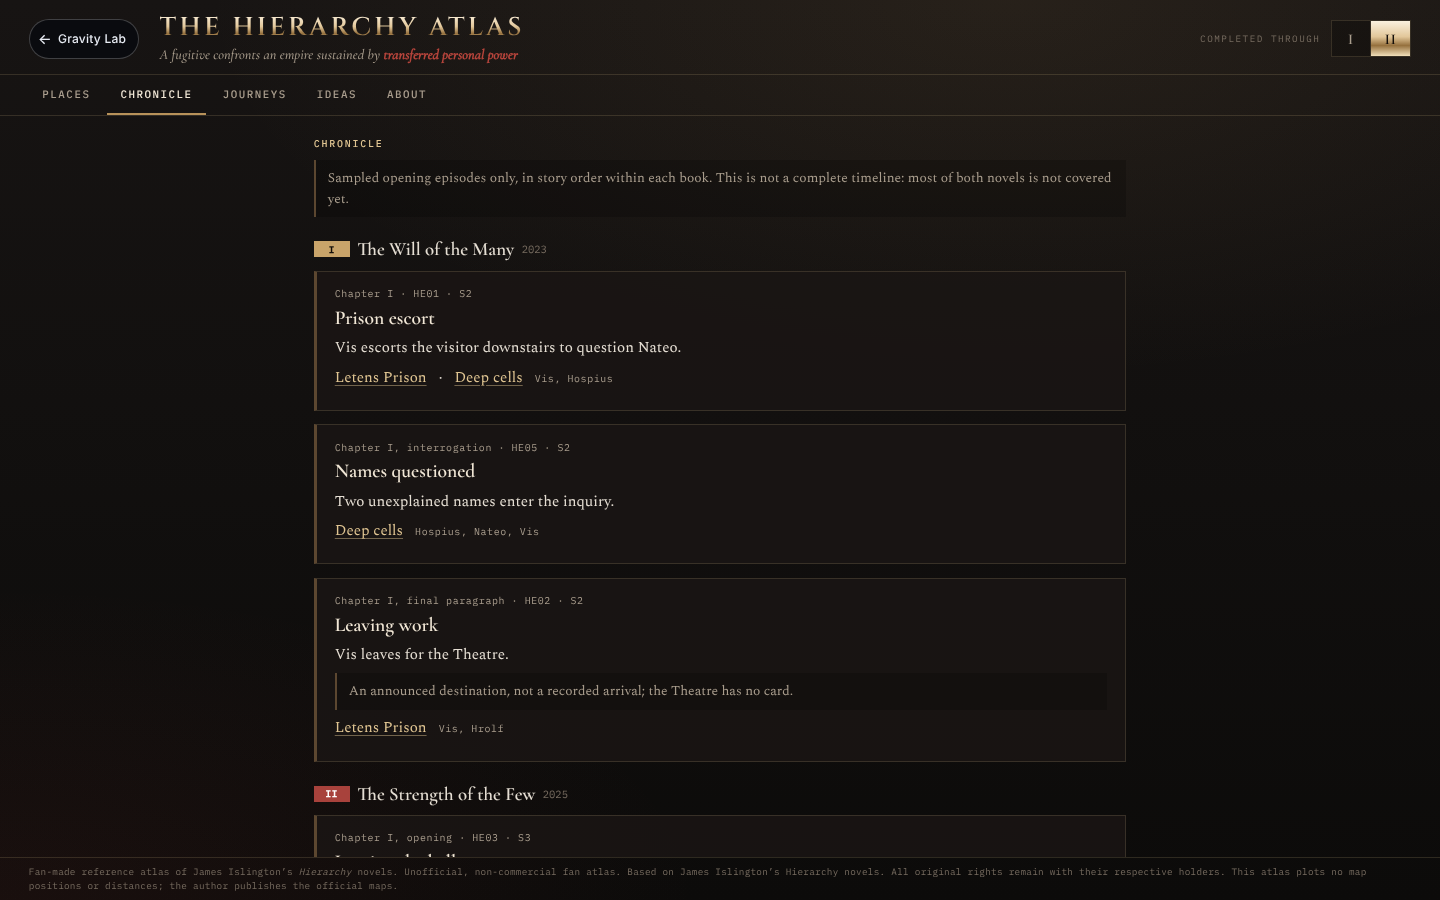 ← Gravity Lab
THE HIERARCHY ATLAS
A fugitive confronts an empire sustained by transferred personal power
COMPLETED THROUGH
I
II
PLACES
CHRONICLE
JOURNEYS
IDEAS
ABOUT
CHRONICLE
Sampled opening episodes only, in story order within each book. This is not a complete timeline: most of both novels is not covered
yet.
I The Will of the Many 2023
Chapter I · HE01 · S2
Prison escort
Vis escorts the visitor downstairs to question Nateo.
Letens Prison · Deep cells Vis, Hospius
Chapter I, interrogation · HE05 · S2
Names questioned
Two unexplained names enter the inquiry.
Deep cells Hospius, Nateo, Vis
Chapter I, final paragraph · HE02 · S2
Leaving work
Vis leaves for the Theatre.
An announced destination, not a recorded arrival; the Theatre has no card.
Letens Prison Vis, Hrolf
II The Strength of the Few 2025
Chapter I, opening · HE03 · S3
Fan-made reference atlas of James Islington's Hierarchy novels. Unofficial, non-commercial fan atlas. Based on James Islington's Hierarchy novels. All original rights remain with their respective holders. This atlas plots no map
positions or distances; the author publishes the official maps.